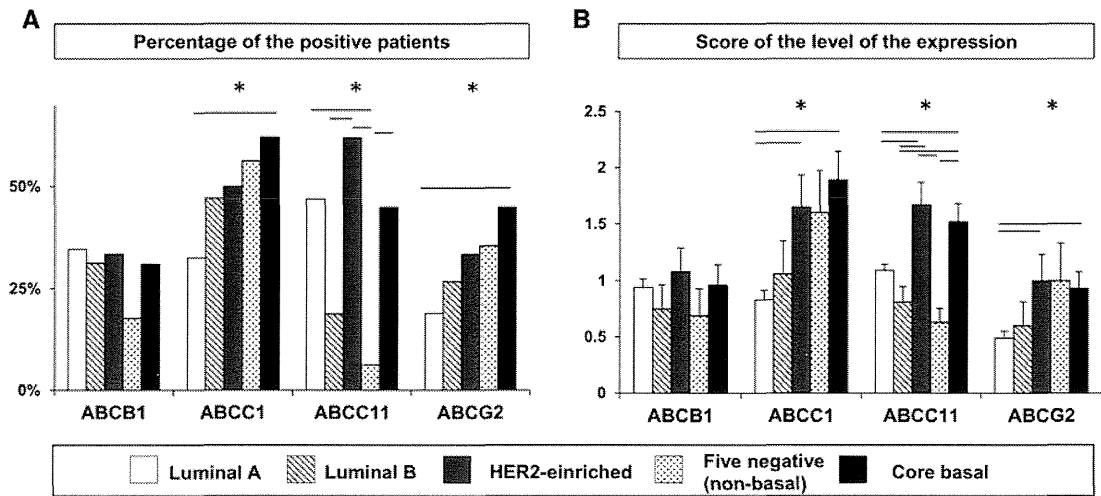 A
B
Percentage of the positive patients
Score of the level of the expression
* * *
50%
25%
0%
ABCB1 ABCC1 ABCC11 ABCG2
* * *
2.5
2
1.5
1
0.5
0
ABCB1 ABCC1 ABCC11 ABCG2
Luminal A Luminal B HER2-einriched Five negative Core basal
(non-basal)